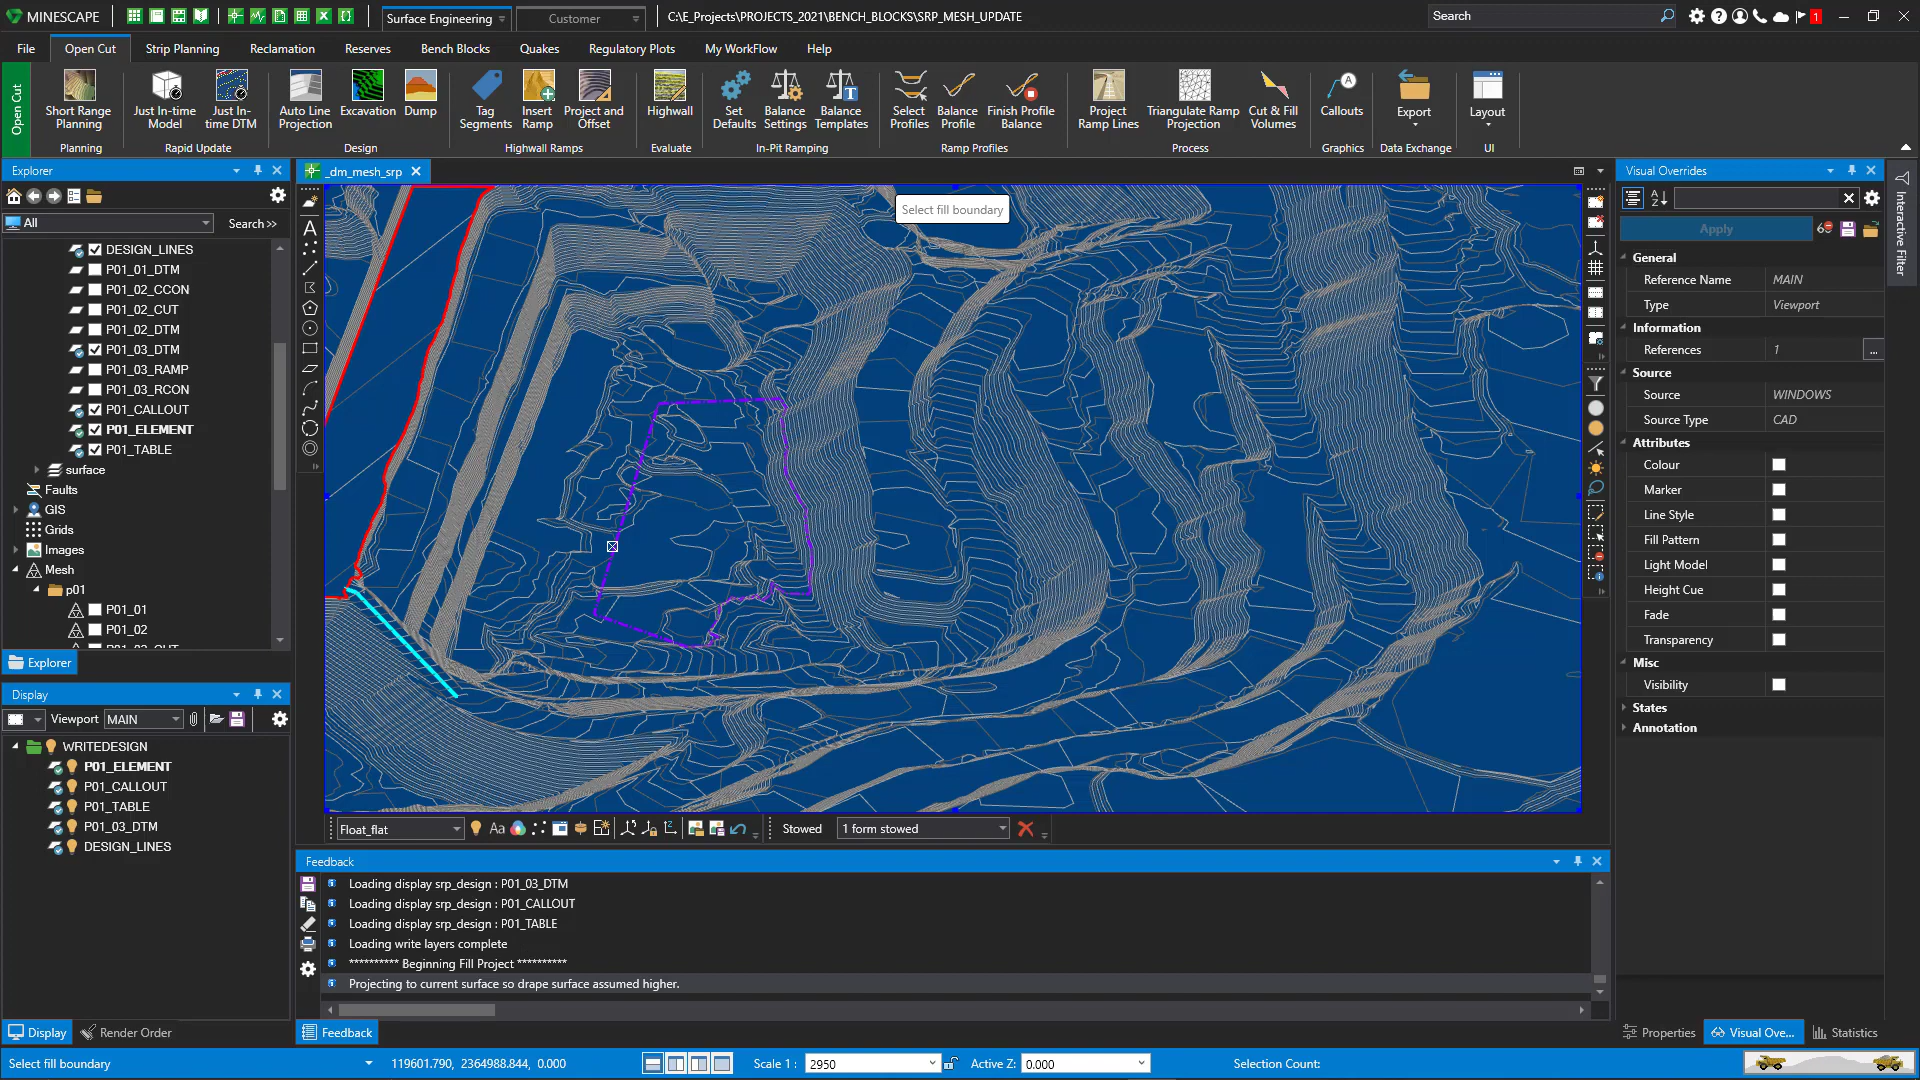 MINESCAPE
Surface Engineering
Customer
C:\E_Projects\PROJECTS_2021\BENCH_BLOCKS\SRP_MESH_UPDATE
Search
1
File
Open Cut
Strip Planning
Reclamation
Reserves
Bench Blocks
Quakes
Regulatory Plots
My WorkFlow
Help
Open Cut
Short Range Planning
Just In-time Model
Just In-time DTM
Auto Line Projection
Excavation
Dump
Tag Segments
Insert Ramp
Project and Offset
Highwall
Set Defaults
Balance Settings
Balance Templates
Select Profiles
Balance Profile
Finish Profile Balance
Project Ramp Lines
Triangulate Ramp Projection
Cut & Fill Volumes
Callouts
Export
Layout
Planning
Rapid Update
Design
Highwall Ramps
Evaluate
In-Pit Ramping
Ramp Profiles
Process
Graphics
Data Exchange
UI
Explorer
All
Search>>
DESIGN_LINES
P01_01_DTM
P01_02_CCON
P01_02_CUT
P01_02_DTM
P01_03_DTM
P01_03_RAMP
P01_03_RCON
P01_CALLOUT
P01_ELEMENT
P01_TABLE
surface
Faults
GIS
Grids
Images
Mesh
p01
P01_01
P01_02
Explorer
Display
Viewport
MAIN
WRITEDESIGN
P01_ELEMENT
P01_CALLOUT
P01_TABLE
P01_03_DTM
DESIGN_LINES
Display
Render Order
_dm_mesh_srp
Select fill boundary
Float_flat
Aa
Stowed
1 form stowed
Feedback
Loading display srp_design : P01_03_DTM
Loading display srp_design : P01_CALLOUT
Loading display srp_design : P01_TABLE
Loading write layers complete
********** Beginning Fill Project **********
Projecting to current surface so drape surface assumed higher.
Feedback
Visual Overrides
Apply
General
Reference Name
MAIN
Type
Viewport
Information
References
1
...
Source
Source
WINDOWS
Source Type
CAD
Attributes
Colour
Marker
Line Style
Fill Pattern
Light Model
Height Cue
Fade
Transparency
Misc
Visibility
States
Annotation
Interactive Filter
Properties
Visual Ove...
Statistics
Select fill boundary
119601.790, 2364988.844, 0.000
Scale 1 :
2950
Active Z:
0.000
Selection Count: